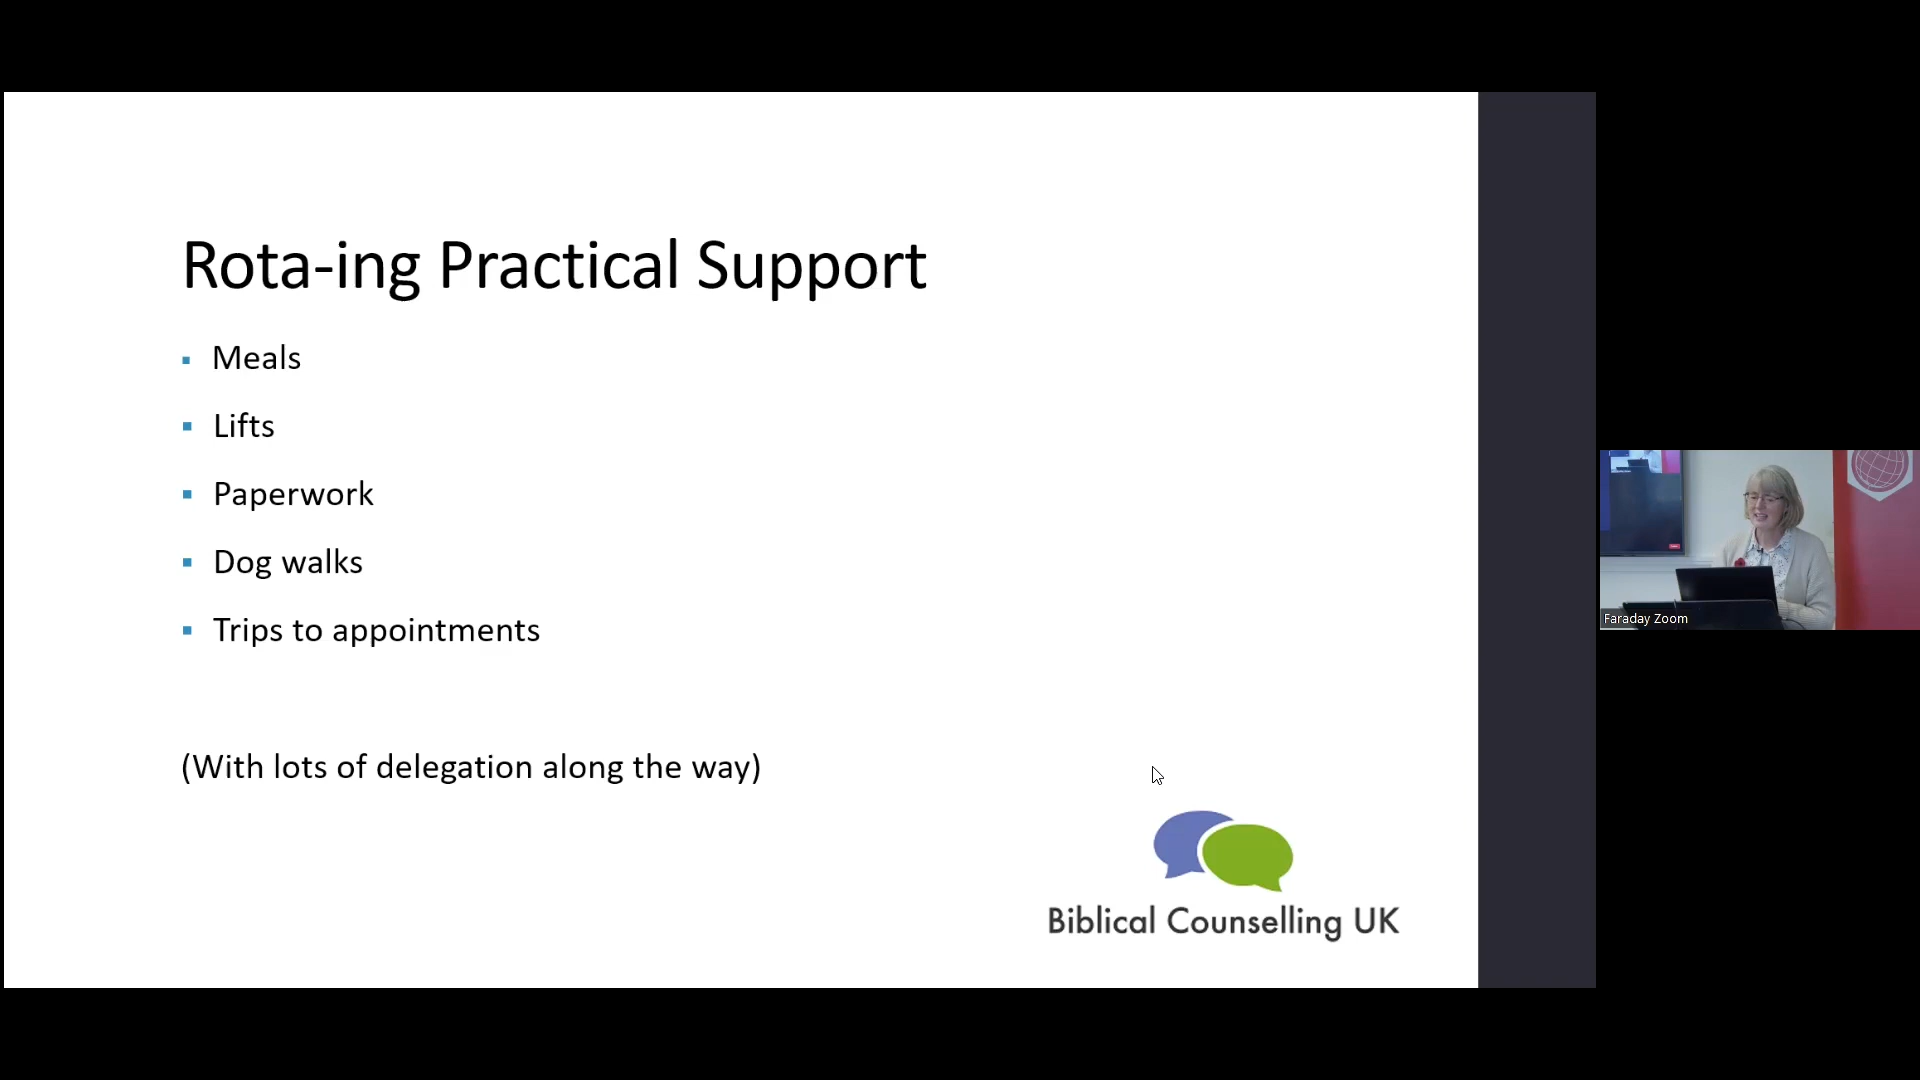 Rota-ing Practical Support
Meals
Lifts
Paperwork
Dog walks
Trips to appointments
(With lots of delegation along the way)
Biblical Counselling UK
Faraday Zoom